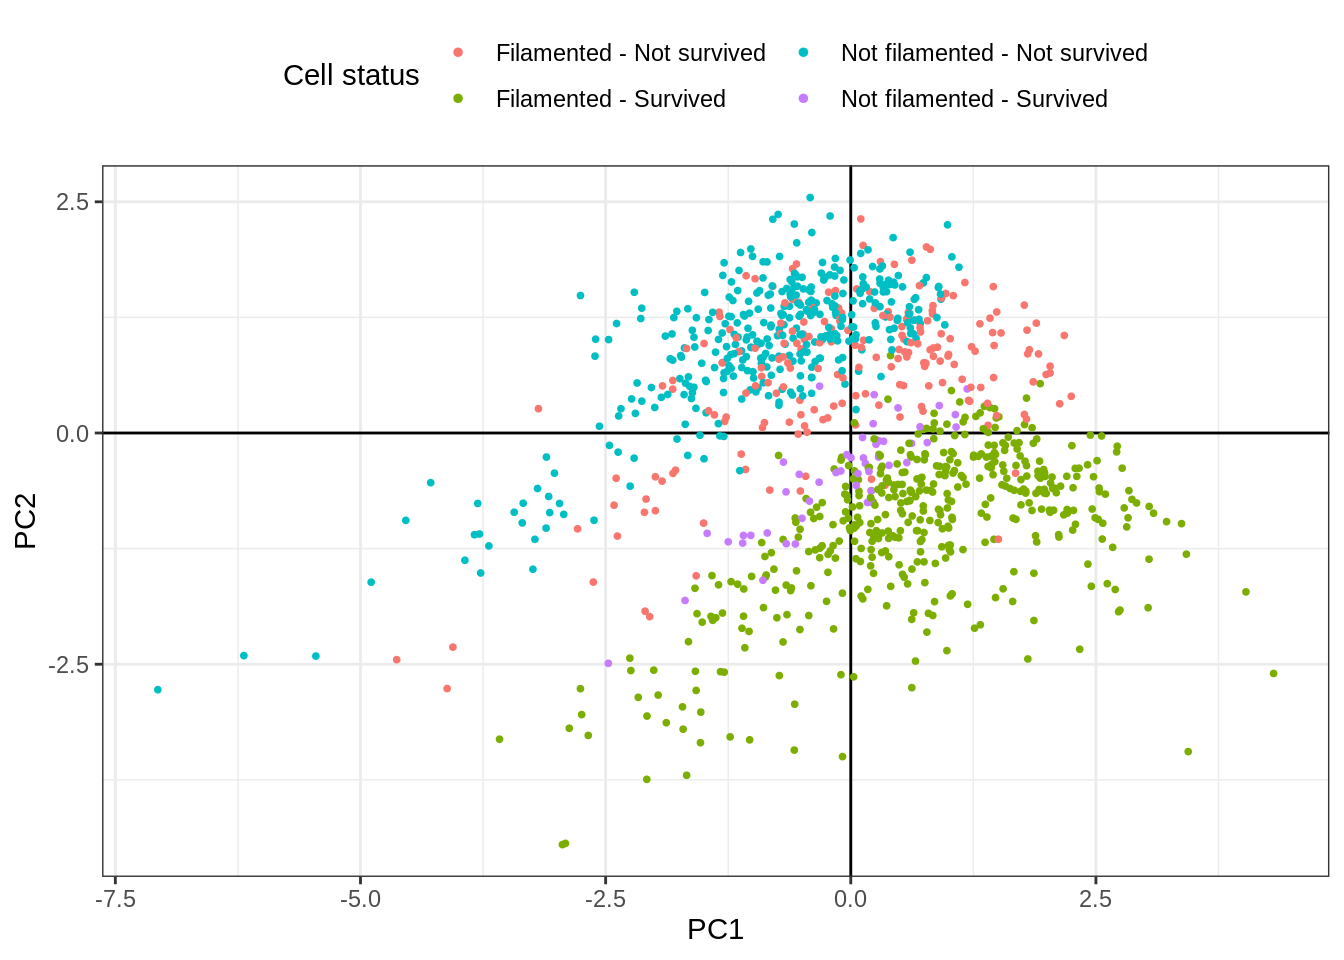 Cell status
Filamented - Not survived
Not filamented - Not survived
Filamented - Survived
Not filamented - Survived
2.5
0.0
-2.5
PC2
-7.5
-5.0
-2.5
0.0
2.5
PC1